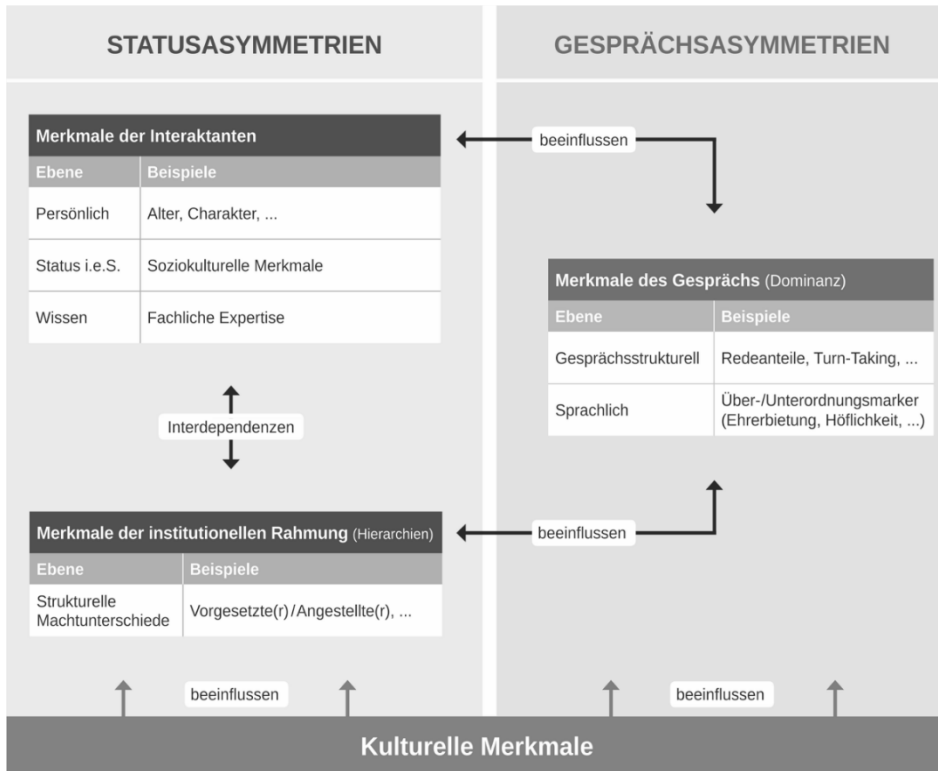 STATUSASYMMETRIEN
Merkmale der Interaktanten
Ebene Beispiele
Persönlich Alter, Charakter, ...
Status i.e.S. Soziokulturelle Merkmale
Wissen Fachliche Expertise
Interdependenzen
Merkmale der institutionellen Rahmung (Hierarchien)
Ebene Beispiele
Strukturelle
Machtunterschiede
Vorgesetzte(r)/Angestellte(r), ...
beeinflussen
GESPRÄCHSASYMMETRIEN
beeinflussen
Merkmale des Gesprächs (Dominanz)
Ebene Beispiele
Gesprächsstrukturell Redeanteile, Turn-Taking, ...
Sprachlich
Über-/Unterordnungsmarker
(Ehrerbietung, Höflichkeit, ...)
beeinflussen
beeinflussen
Kulturelle Merkmale